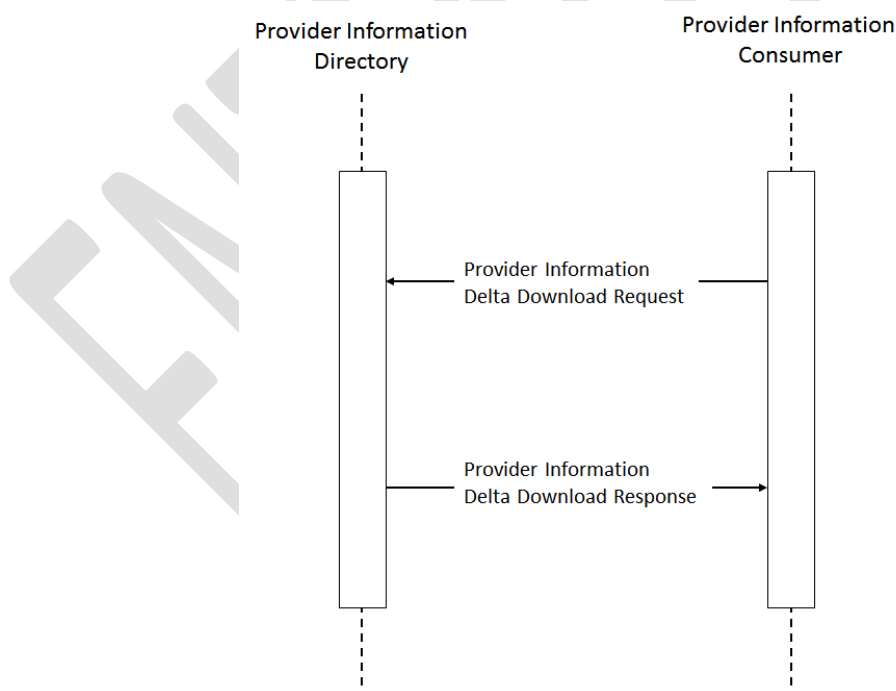 Provider Information
Directory
Provider Information
Consumer
Provider Information
Delta Download Request
Provider Information
Delta Download Response